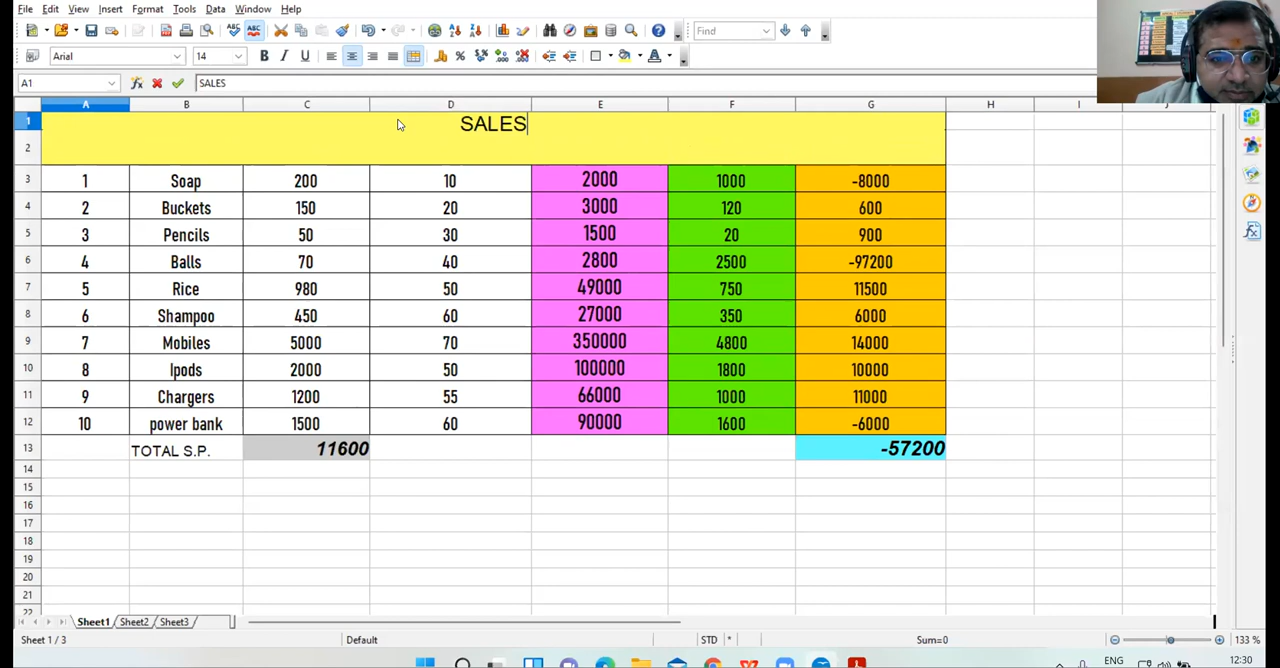 File Edit View Insert Format Tools Data Window Help
Arial 14 B I U Find
A1 SALES
A B C D E F G H I J
1 SALES
2
3 1 Soap 200 10 2000 1000 -8000
4 2 Buckets 150 20 3000 120 600
5 3 Pencils 50 30 1500 20 900
6 4 Balls 70 40 2800 2500 -97200
7 5 Rice 980 50 49000 750 11500
8 6 Shampoo 450 60 27000 350 6000
9 7 Mobiles 5000 70 350000 4800 14000
10 8 Ipods 2000 50 100000 1800 10000
11 9 Chargers 1200 55 66000 1000 11000
12 10 power bank 1500 60 90000 1600 -6000
13 TOTAL S.P. 11600 -57200
14
15
16
17
18
19
20
21
22
Sheet1 Sheet2 Sheet3
Sheet 1 / 3 Default STD * Sum=0 133 %
ENG 12:30